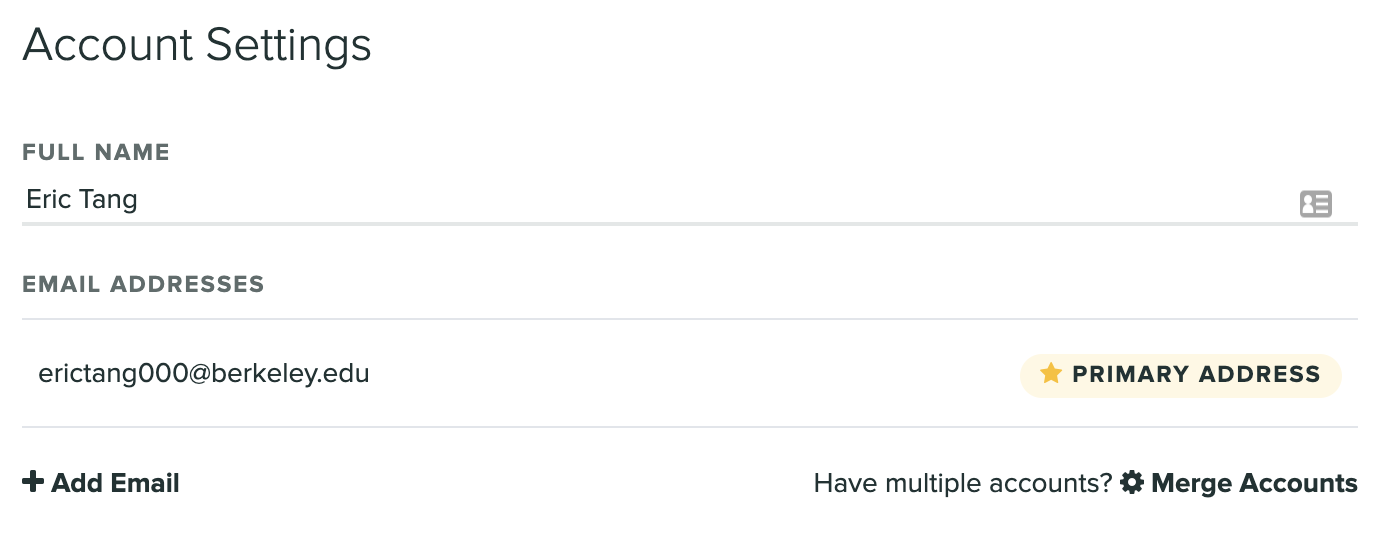 Account Settings
FULL NAME
Eric Tang
EMAIL ADDRESSES
erictang000@berkeley.edu
PRIMARY ADDRESS
Add Email
Have multiple accounts? Merge Accounts